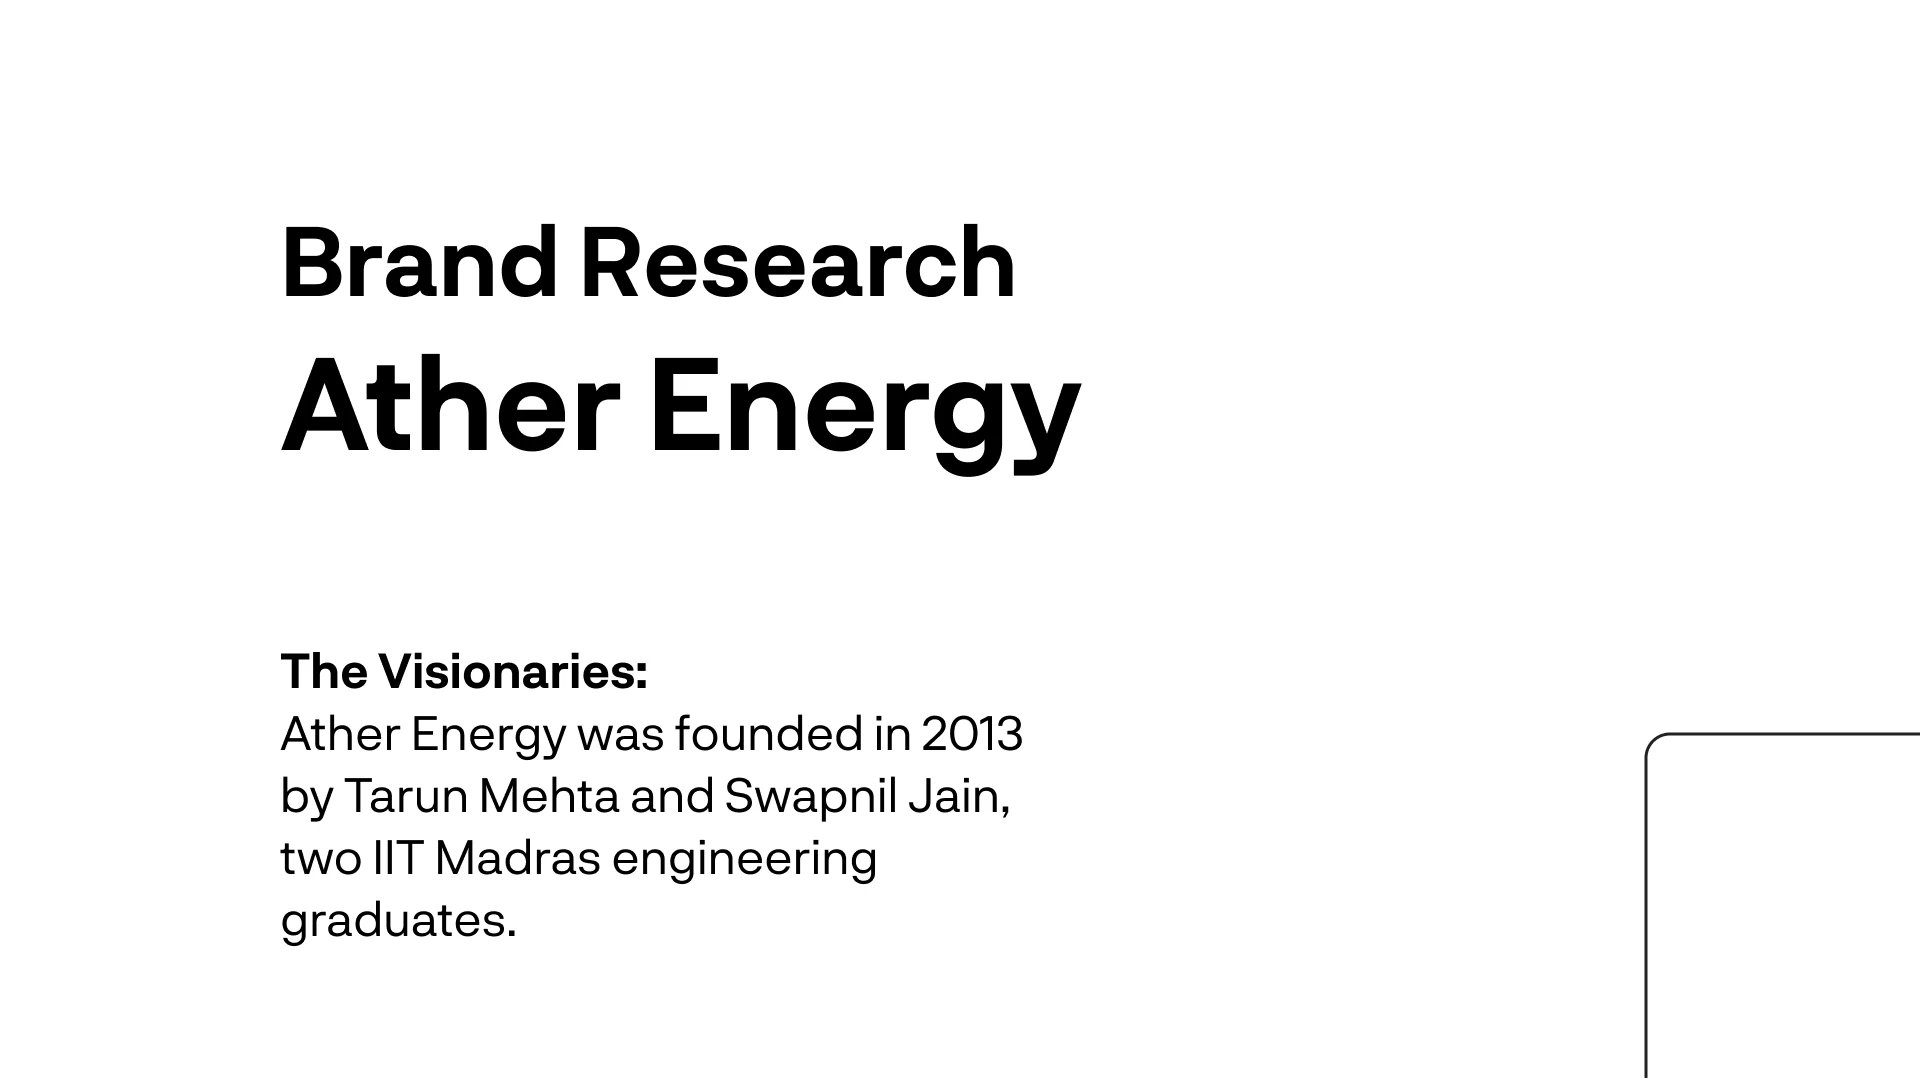 Brand Research
Ather Energy
The Visionaries:
Ather Energy was founded in 2013
by Tarun Mehta and Swapnil Jain,
two IIT Madras engineering
graduates.